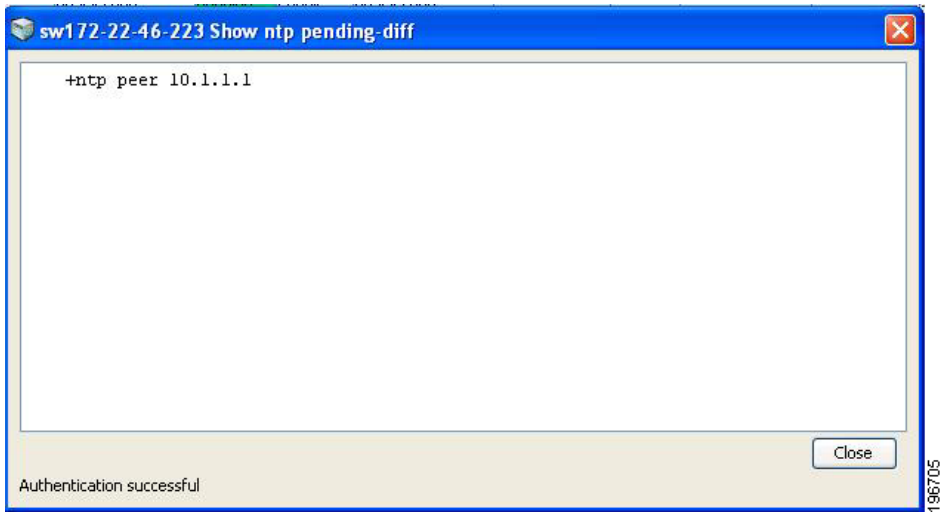 sw172-22-46-223 Show ntp pending-diff
+ntp peer 10.1.1.1
Close
Authentication successful
196705